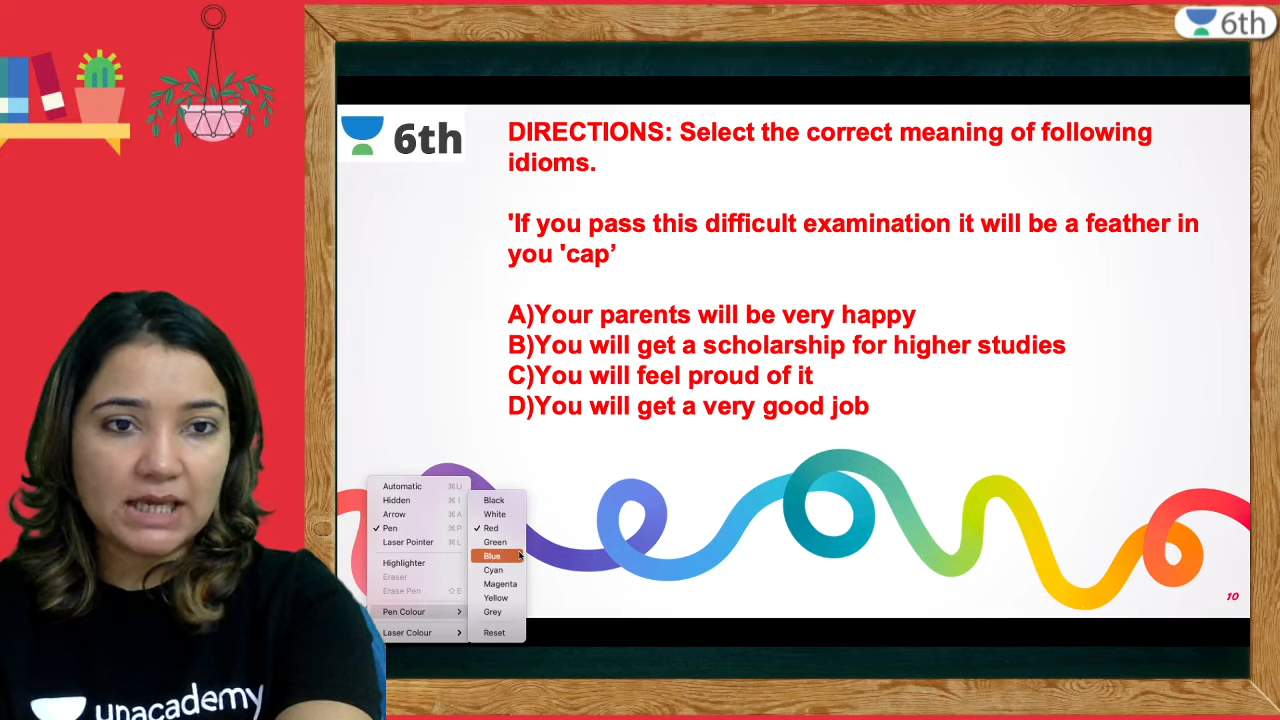 6th
6th
DIRECTIONS: Select the correct meaning of following
idioms.
'If you pass this difficult examination it will be a feather in
you 'cap’
A)Your parents will be very happy
B)You will get a scholarship for higher studies
C)You will feel proud of it
D)You will get a very good job
Automatic ⌘U
Hidden ⌘I
Arrow ⌘A
✓ Pen ⌘P
Laser Pointer ⌘L
Highlighter
Eraser
Erase Pen ⇧E
Pen Colour >
Laser Colour >
Black
White
✓ Red
Green
Blue
Cyan
Magenta
Yellow
Grey
Reset
10
unacademy